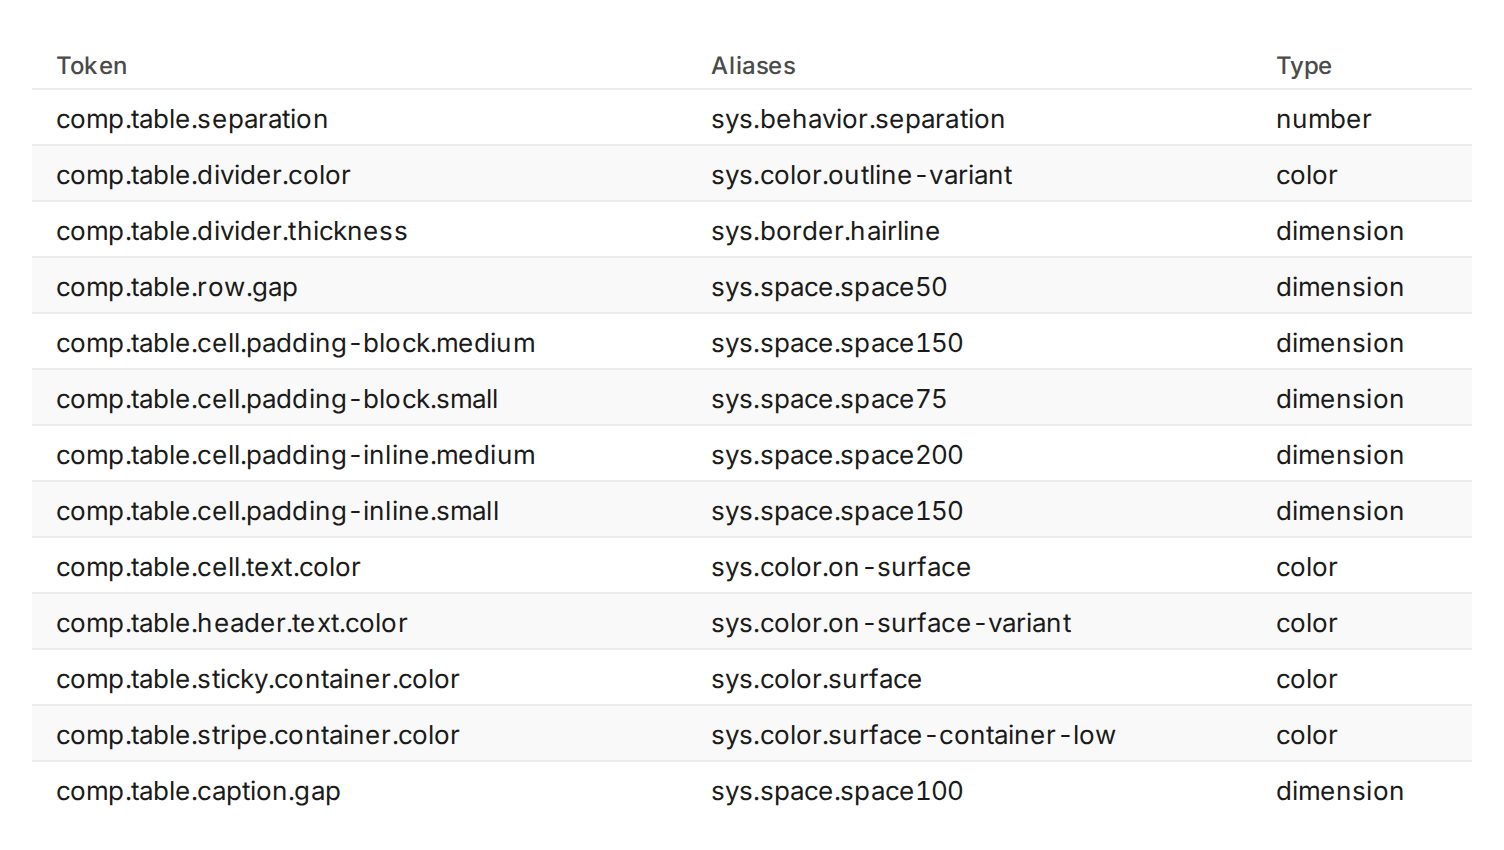 Token Aliases Type
comp.table.separation sys.behavior.separation number
comp.table.divider.color sys.color.outline-variant color
comp.table.divider.thickness sys.border.hairline dimension
comp.table.row.gap sys.space.space50 dimension
comp.table.cell.padding-block.medium sys.space.space150 dimension
comp.table.cell.padding-block.small sys.space.space75 dimension
comp.table.cell.padding-inline.medium sys.space.space200 dimension
comp.table.cell.padding-inline.small sys.space.space150 dimension
comp.table.cell.text.color sys.color.on-surface color
comp.table.header.text.color sys.color.on-surface-variant color
comp.table.sticky.container.color sys.color.surface color
comp.table.stripe.container.color sys.color.surface-container-low color
comp.table.caption.gap sys.space.space100 dimension